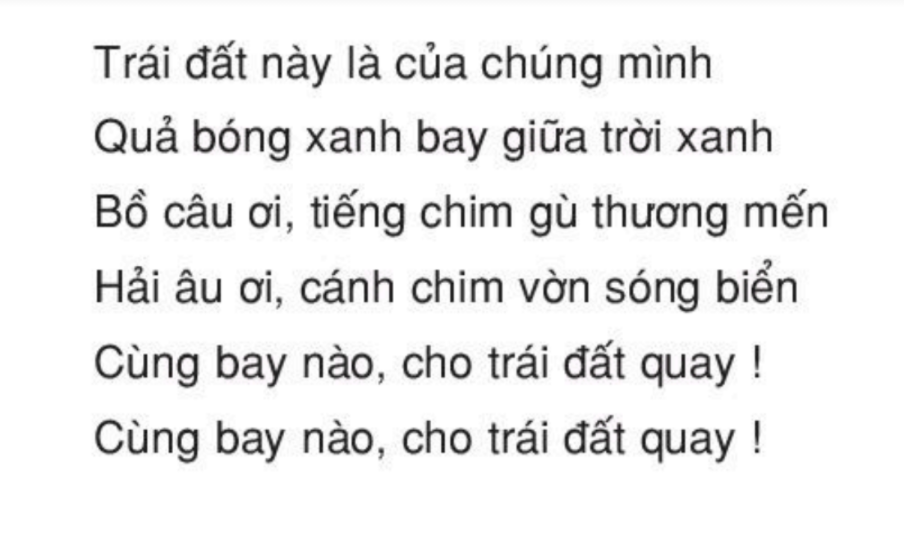 Trái đất này là của chúng mình
Quả bóng xanh bay giữa trời xanh
Bồ câu ơi, tiếng chim gù thương mến
Hải âu ơi, cánh chim vờn sóng biển
Cùng bay nào, cho trái đất quay !
Cùng bay nào, cho trái đất quay !